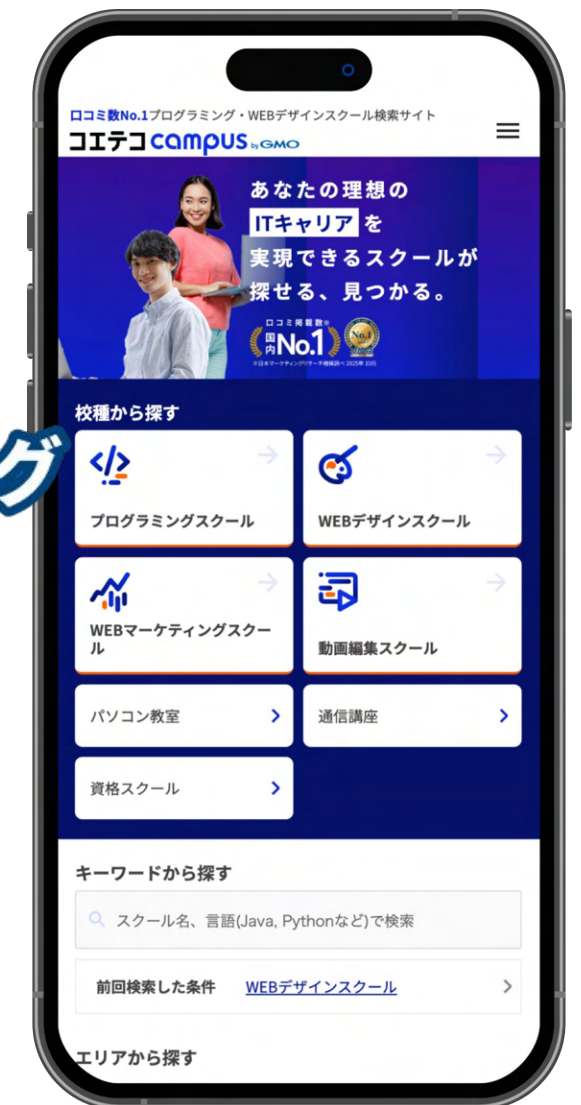 口コミ数No.1プログラミング・WEBデザインスクール検索サイト
コエテコ campus by GMO
あなたの理想の
ITキャリア を
実現できるスクールが
探せる、見つかる。
口コミ掲載数※
国内No.1
No.1
※日本マーケティングリサーチ機構調べ 2025年10月
校種から探す
グ
プログラミングスクール
WEBデザインスクール
WEBマーケティングスクー
ル
動画編集スクール
パソコン教室
通信講座
資格スクール
キーワードから探す
スクール名、言語(Java, Pythonなど)で検索
前回検索した条件 WEBデザインスクール
エリアから探す